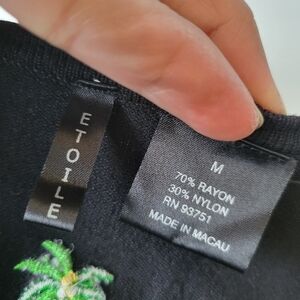 ETOILE
M
70% RAYON
30% NYLON
RN 93751
MADE IN MACAU